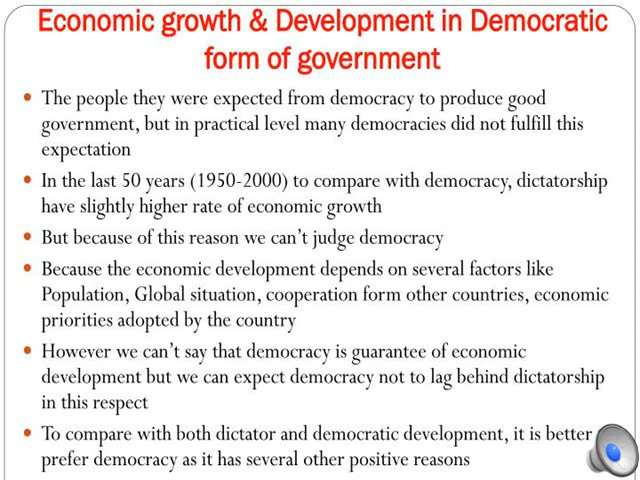 Economic growth & Development in Democratic
form of government
• The people they were expected from democracy to produce good
government, but in practical level many democracies did not fulfill this
expectation
• In the last 50 years (1950-2000) to compare with democracy, dictatorship
have slightly higher rate of economic growth
• But because of this reason we can't judge democracy
• Because the economic development depends on several factors like
Population, Global situation, cooperation form other countries, economic
priorities adopted by the country
• However we can't say that democracy is guarantee of economic
development but we can expect democracy not to lag behind dictatorship
in this respect
• To compare with both dictator and democratic development, it is better
prefer democracy as it has several other positive reasons